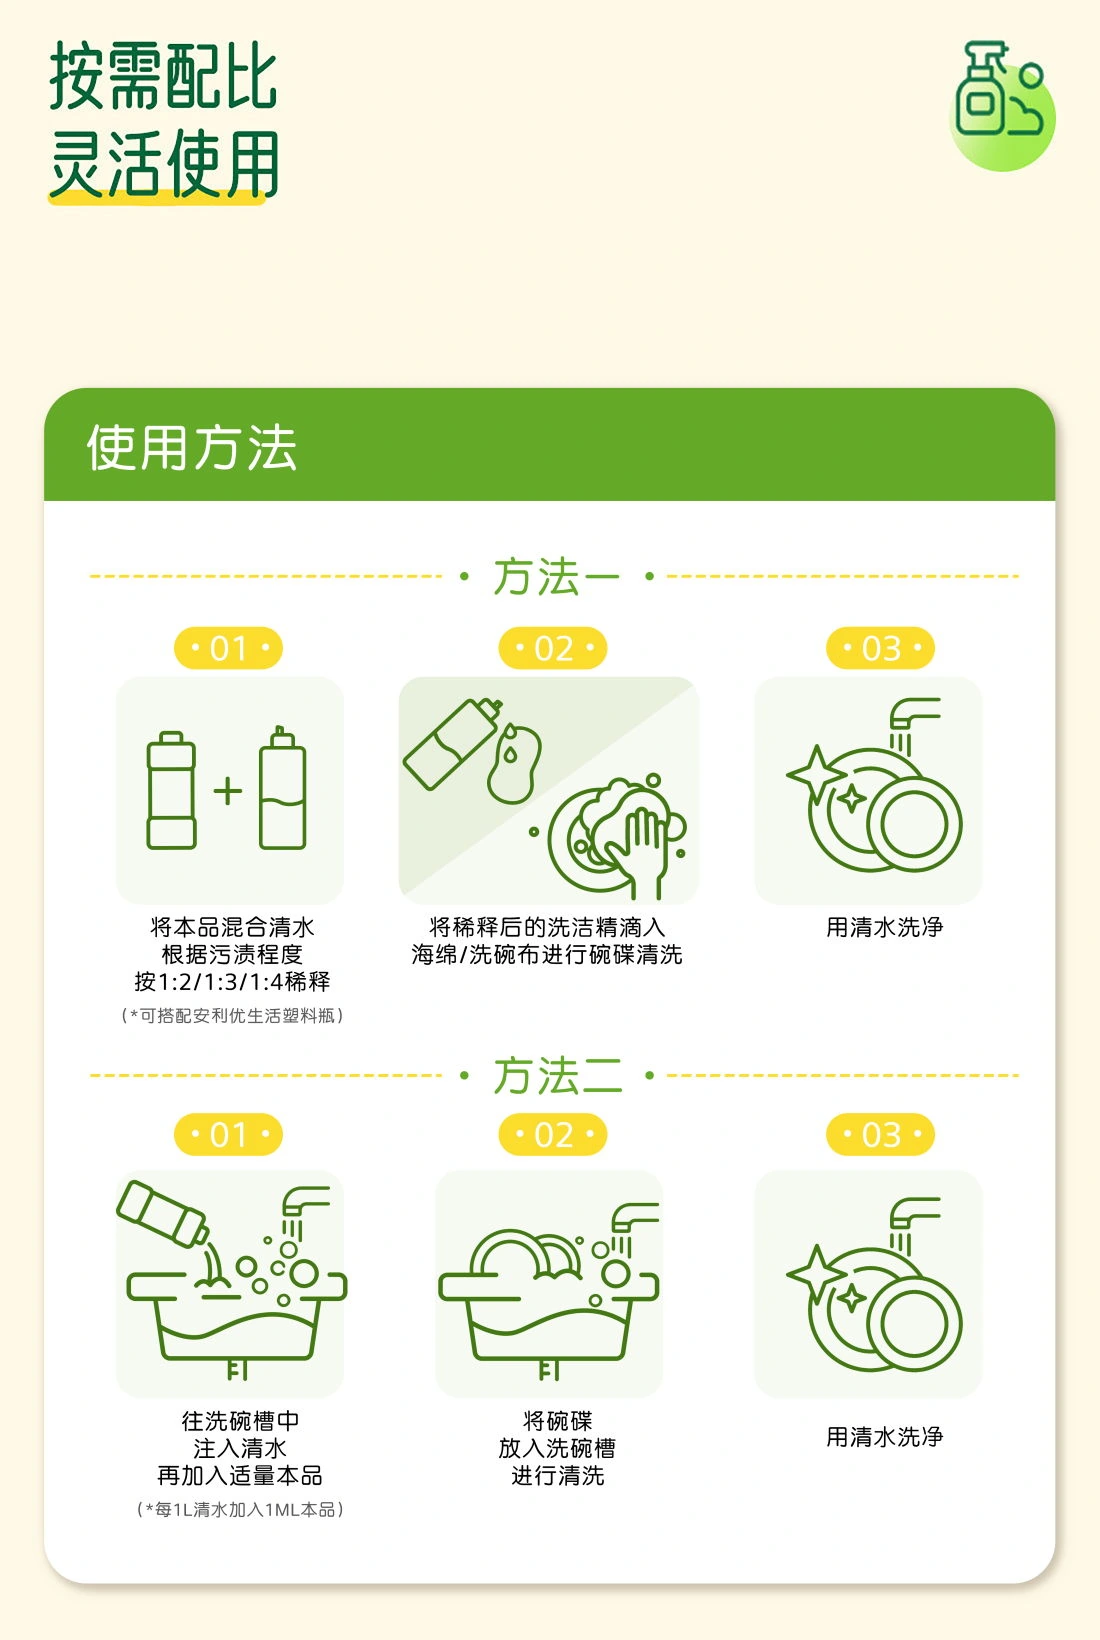 按需配比
灵活使用
使用方法
• 方法一 •
• 01 •
• 02 •
• 03 •
将本品混合清水
根据污渍程度
按1:2/1:3/1:4稀释
(*可搭配安利优生活塑料瓶)
将稀释后的洗洁精滴入
海绵/洗碗布进行碗碟清洗
用清水洗净
• 方法二 •
• 01 •
• 02 •
• 03 •
往洗碗槽中
注入清水
再加入适量本品
(*每1L清水加入1ML本品)
将碗碟
放入洗碗槽
进行清洗
用清水洗净